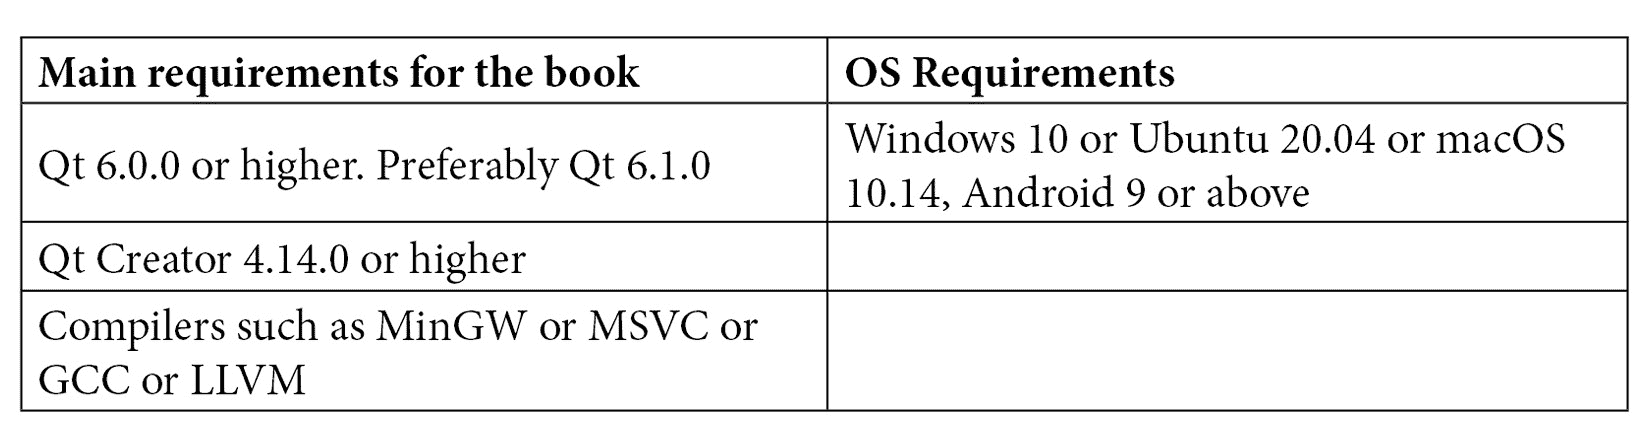 Main requirements for the book
OS Requirements
Qt 6.0.0 or higher. Preferably Qt 6.1.0
Windows 10 or Ubuntu 20.04 or macOS
10.14, Android 9 or above
Qt Creator 4.14.0 or higher
Compilers such as MinGW or MSVC or
GCC or LLVM